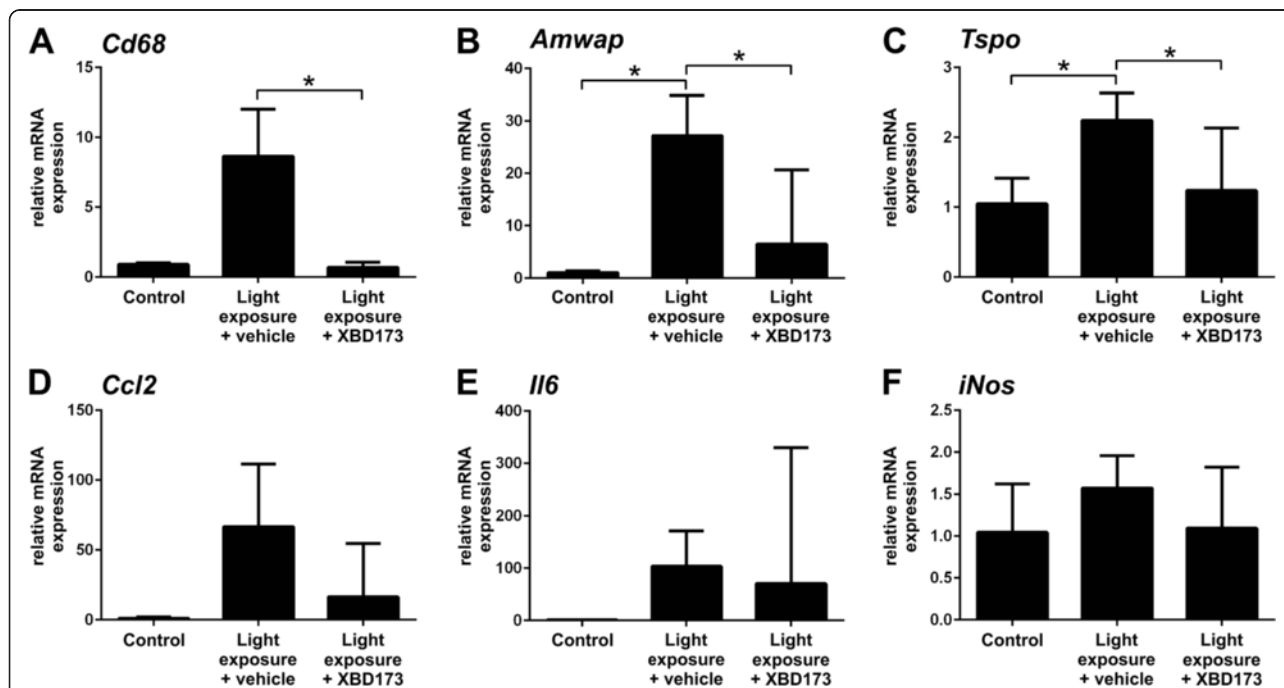 A Cd68
relative mRNA
expression
15
10
5
0
*
Control
Light
exposure
+ vehicle
Light
exposure
+ XBD173
B Amwap
relative mRNA
expression
40
30
20
10
0
*
*
Control
Light
exposure
+ vehicle
Light
exposure
+ XBD173
C Tspo
relative mRNA
expression
3
2
1
0
*
*
Control
Light
exposure
+ vehicle
Light
exposure
+ XBD173
D Ccl2
relative mRNA
expression
150
100
50
0
Control
Light
exposure
+ vehicle
Light
exposure
+ XBD173
E Il6
relative mRNA
expression
400
300
200
100
0
Control
Light
exposure
+ vehicle
Light
exposure
+ XBD173
F iNos
relative mRNA
expression
2.5
2.0
1.5
1.0
0.5
0.0
Control
Light
exposure
+ vehicle
Light
exposure
+ XBD173